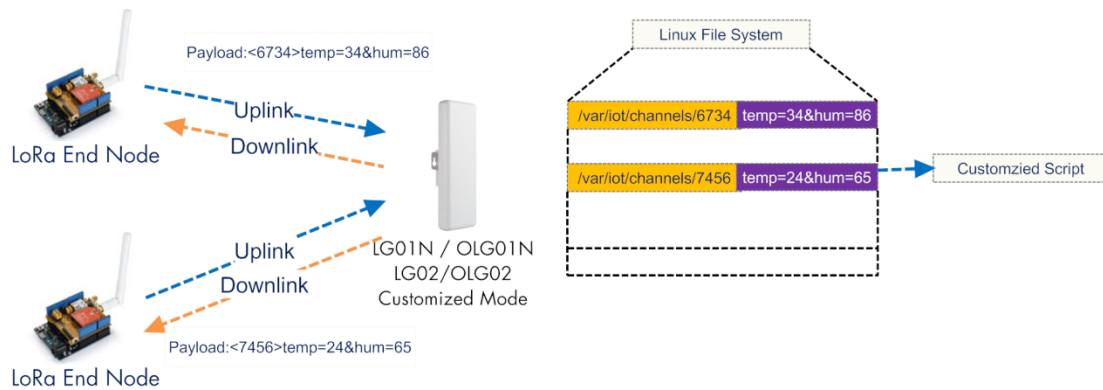 Payload:<6734>temp=34&hum=86
Uplink
Downlink
LoRa End Node
Uplink
Downlink
Payload:<7456>temp=24&hum=65
LoRa End Node
LG01N / OLG01N
LG02/OLG02
Customized Mode
Linux File System
/var/iot/channels/6734 temp=34&hum=86
/var/iot/channels/7456 temp=24&hum=65
Customzied Script